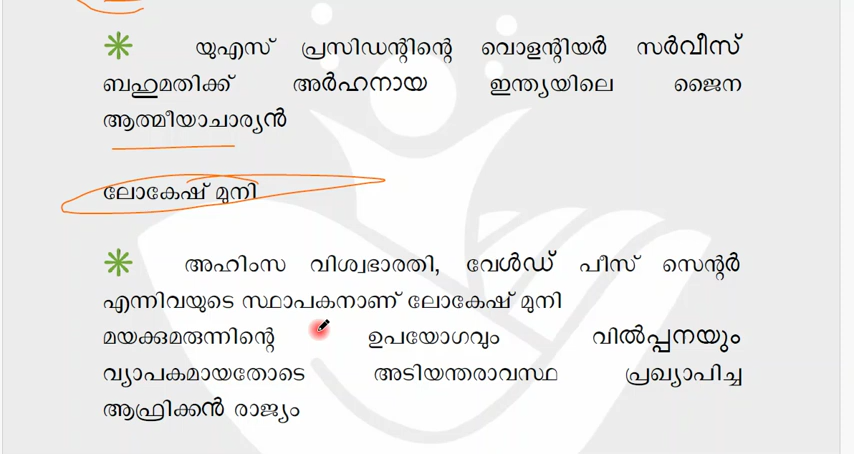 യുഎസ് പ്രസിഡന്റിന്റെ വൊളന്റിയർ സർവീസ്
ബഹുമതിക്ക് അർഹനായ ഇന്ത്യയിലെ ജൈന
ആത്മീയാചാര്യൻ
ലോകേഷ് മുനി
അഹിംസ വിശ്വഭാരതി, വേൾഡ് പീസ് സെന്റർ
എന്നിവയുടെ സ്ഥാപകനാണ് ലോകേഷ് മുനി
മയക്കുമരുന്നിന്റെ ഉപയോഗവും വിൽപ്പനയും
വ്യാപകമായതോടെ അടിയന്തരാവസ്ഥ പ്രഖ്യാപിച്ച
ആഫ്രിക്കൻ രാജ്യം